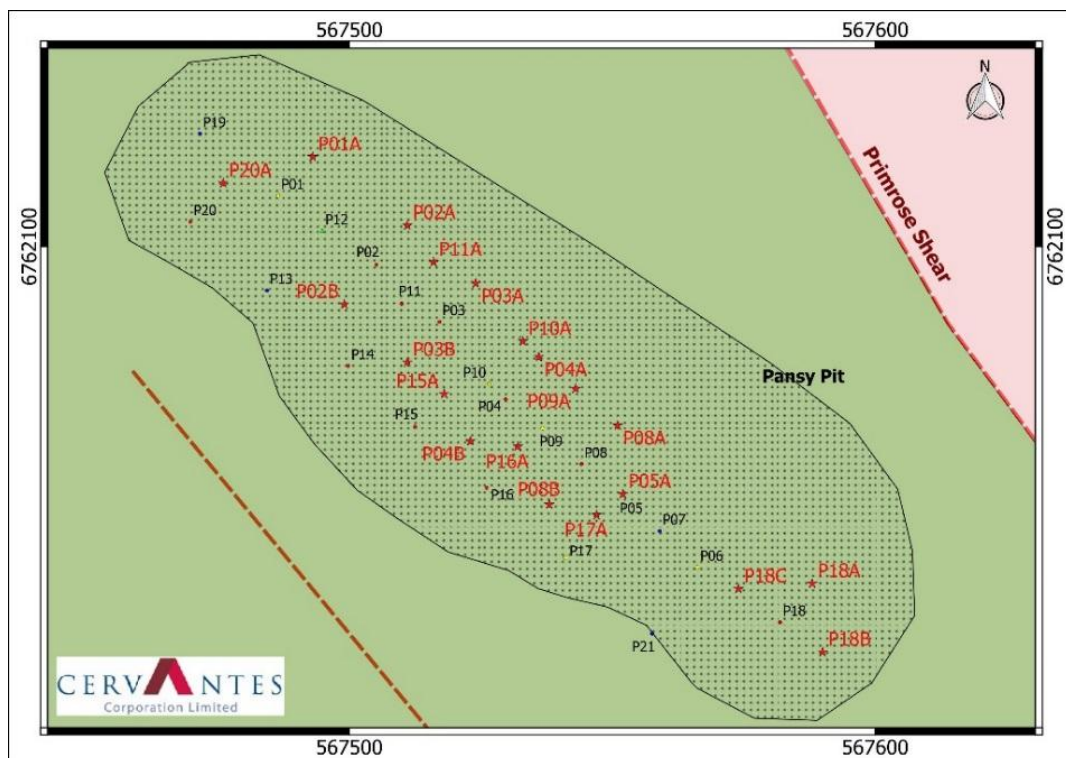 567500
567600
N
P19
P01A
P20A
P01
Primrose Shear
P20
P12
P02A
6762100
6762100
P02
P11A
P13
P02B
P11
P03A
P03
P10A
P14
P03B
P04A
P10
Pansy Pit
P15A
P04
P09A
P15
P09
P08A
P04B
P16A
P08
P16
P08B
P05A
P05
P17A
P07
P17
P06
P18C
P18A
P18
P21
P18B
CERVANTES
Corporation Limited
567500
567600